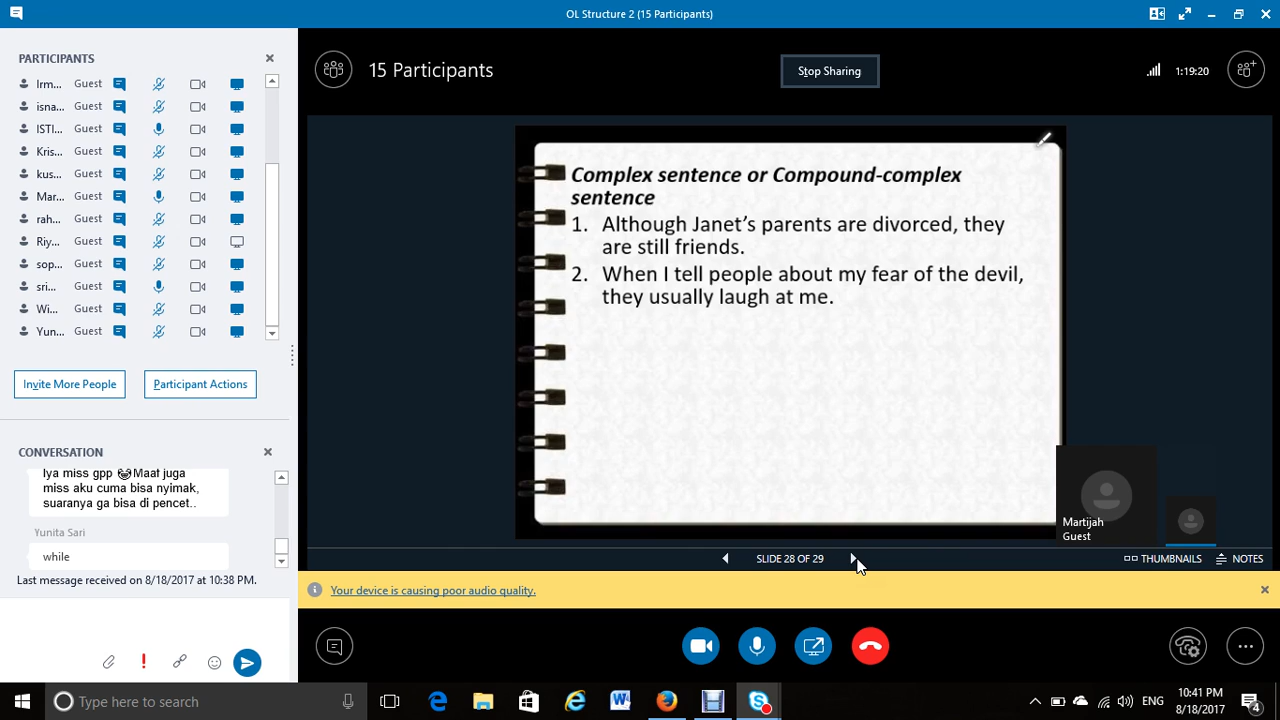 OL Structure 2 (15 Participants)
PARTICIPANTS
Irm... Guest
isna... Guest
ISTI... Guest
Kris... Guest
kus... Guest
Mar... Guest
rah... Guest
Riy... Guest
sop... Guest
sri... Guest
Wi... Guest
Yun... Guest
Invite More People
Participant Actions
CONVERSATION
Iya miss gpp Maaf juga
miss aku cuma bisa nyimak,
suaranya ga bisa di pencet..
Yunita Sari
while
Last message received on 8/18/2017 at 10:38 PM.
15 Participants
Stop Sharing
1:19:20
Complex sentence or Compound-complex
sentence
1. Although Janet's parents are divorced, they
are still friends.
2. When I tell people about my fear of the devil,
they usually laugh at me.
Martijah
Guest
SLIDE 28 OF 29
THUMBNAILS
NOTES
Your device is causing poor audio quality.
Type here to search
ENG
10:41 PM
8/18/2017
4